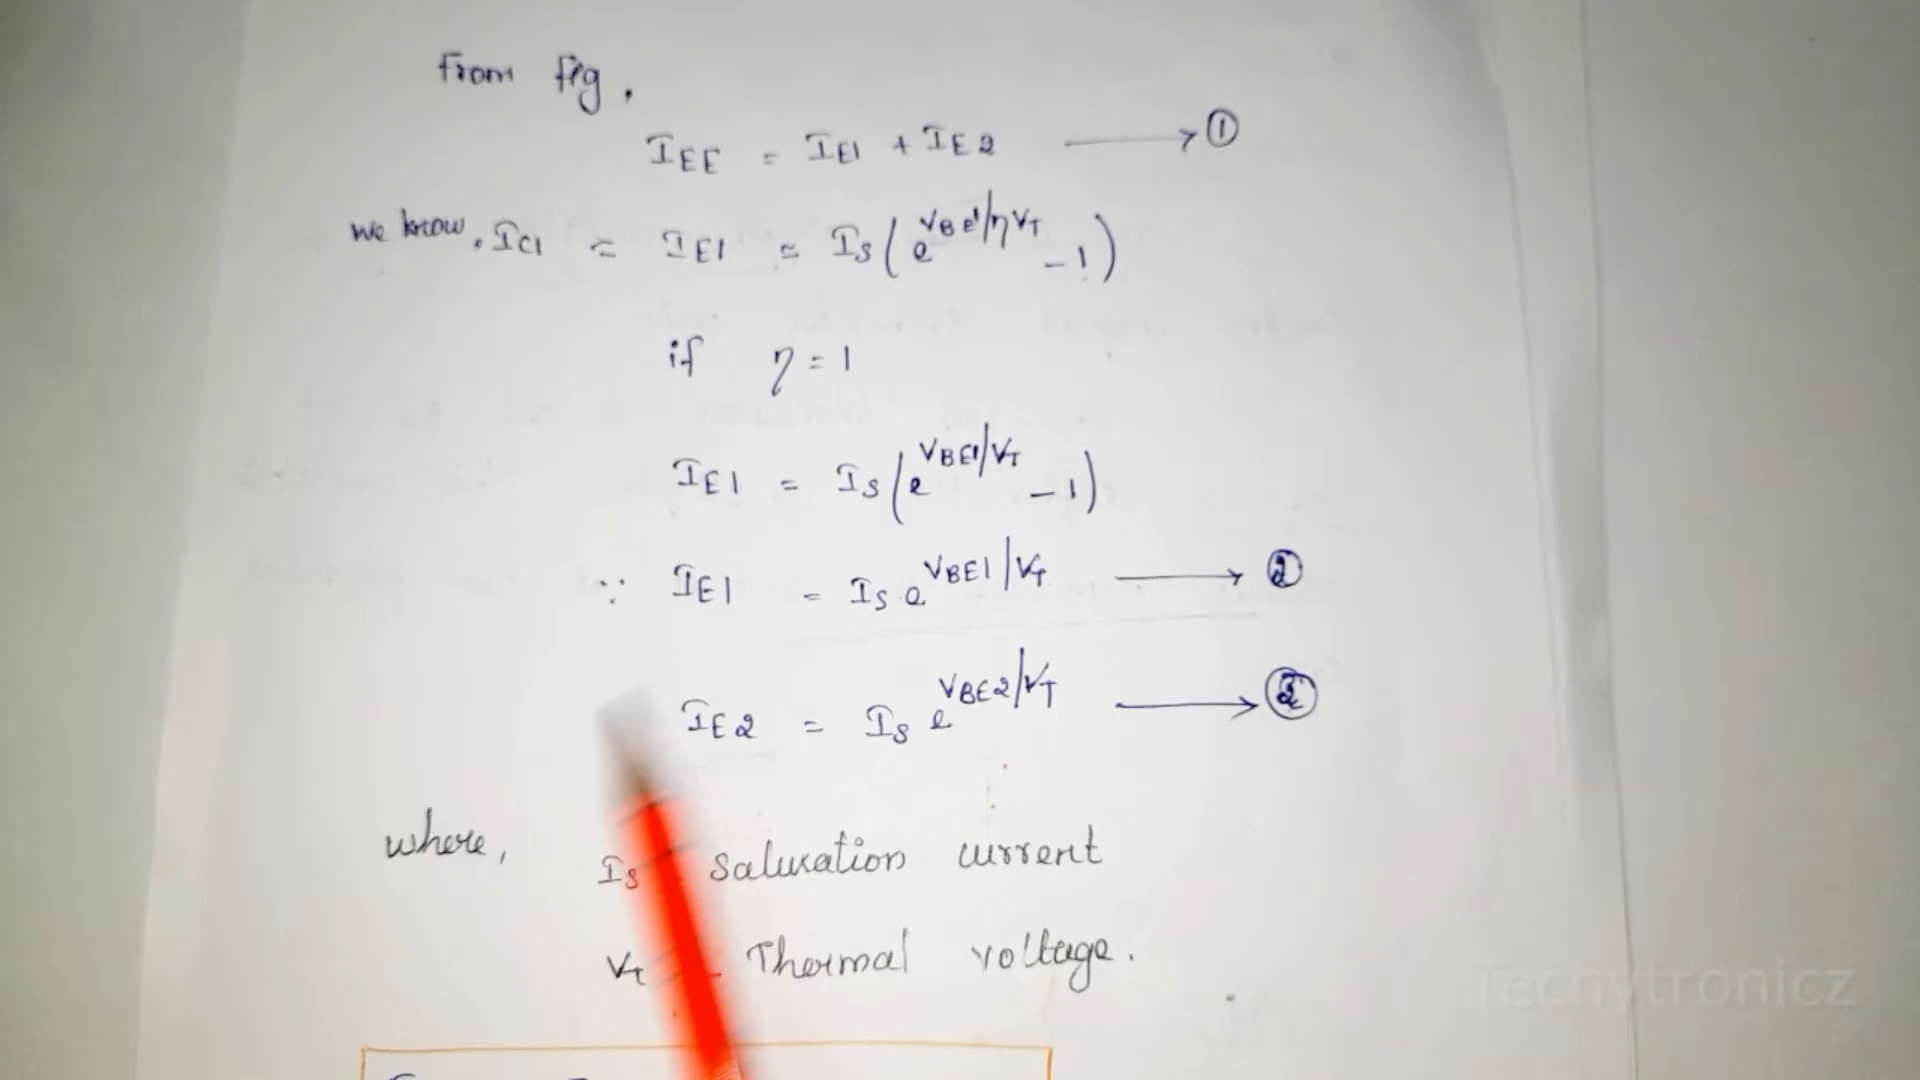 From fig,
IEE = IE1 + IE2 → ①
We know, IC1 ≈ IE1 = IS(e^VBE1/ηVT - 1)
if η = 1
IE1 = IS(e^VBE1/VT - 1)
∵ IE1 = IS e^VBE1/VT → ②
IE2 = IS e^VBE2/VT →
where,
IS saturation current
VT - Thermal voltage.
Techytronicz